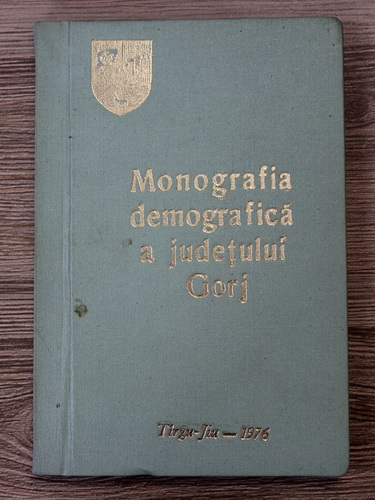 Monografia
demografică
a județului
Gorj
Tîrgu-Jiu — 1976